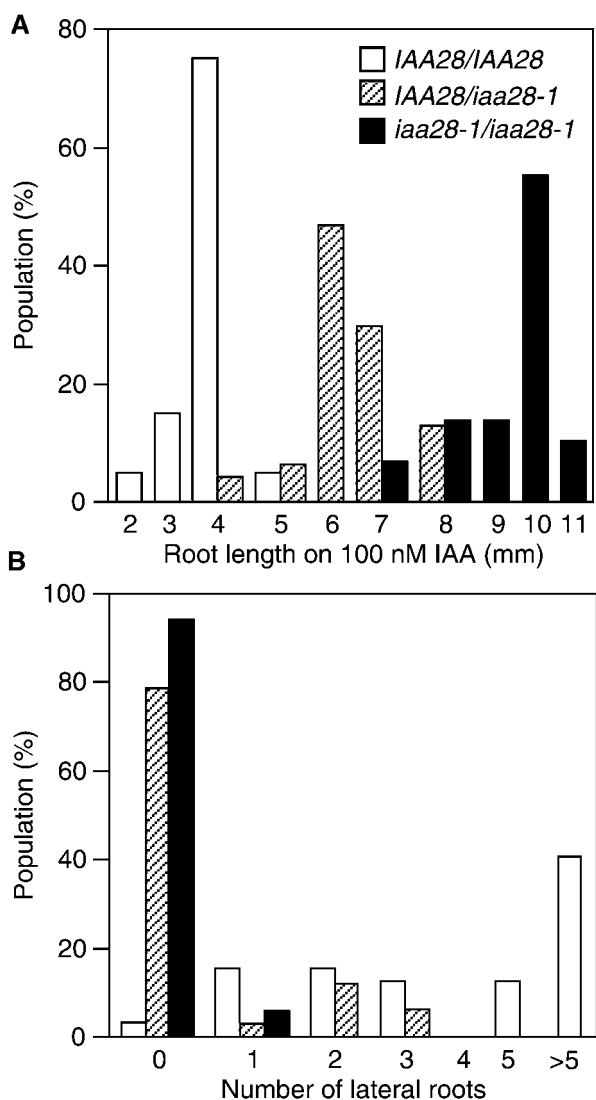 A
80
60
40
20
0
Population (%)
IAA28/IAA28
IAA28/iaa28-1
iaa28-1/iaa28-1
2 3 4 5 6 7 8 9 10 11
Root length on 100 nM IAA (mm)
B
100
80
60
40
20
0
Population (%)
0 1 2 3 4 5 >5
Number of lateral roots